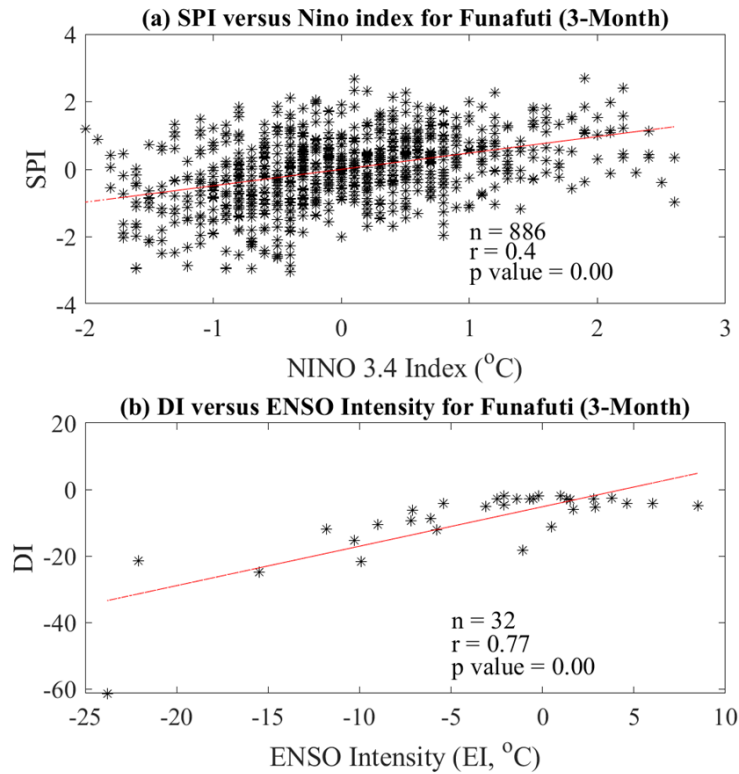 (a) SPI versus Nino index for Funafuti (3-Month)
4
2
0
-2
-4
SPI
n = 886
r = 0.4
p value = 0.00
-2
-1
0
1
2
3
NINO 3.4 Index (°C)
(b) DI versus ENSO Intensity for Funafuti (3-Month)
20
0
-20
-40
-60
DI
n = 32
r = 0.77
p value = 0.00
-25
-20
-15
-10
-5
0
5
10
ENSO Intensity (EI, °C)